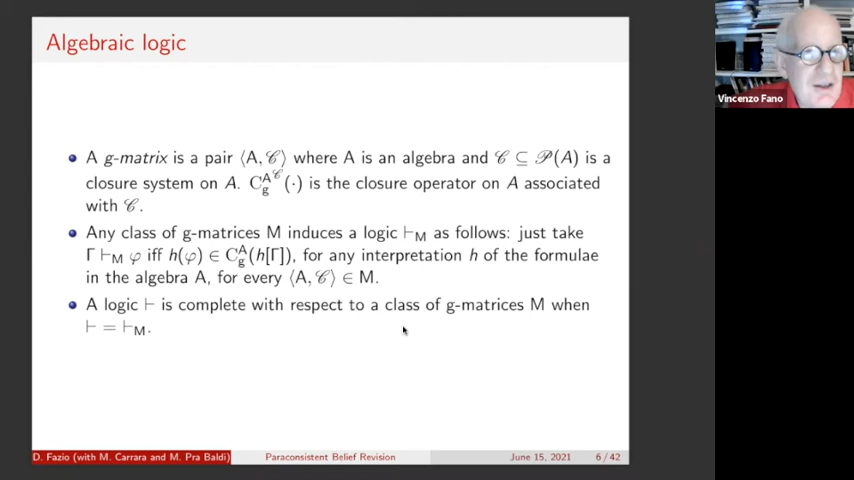 Algebraic logic
A g-matrix is a pair ⟨A, 𝒞⟩ where A is an algebra and 𝒞 ⊆ 𝒫(A) is a
closure system on A. C_g^{A^𝒞}(·) is the closure operator on A associated
with 𝒞.
Any class of g-matrices M induces a logic ⊢_M as follows: just take
Γ ⊢_M φ iff h(φ) ∈ C_g^A(h[Γ]), for any interpretation h of the formulae
in the algebra A, for every ⟨A, 𝒞⟩ ∈ M.
A logic ⊢ is complete with respect to a class of g-matrices M when
⊢ = ⊢_M.
D. Fazio (with M. Carrara and M. Pra Baldi) Paraconsistent Belief Revision June 15, 2021 6 / 42
Vincenzo Fano